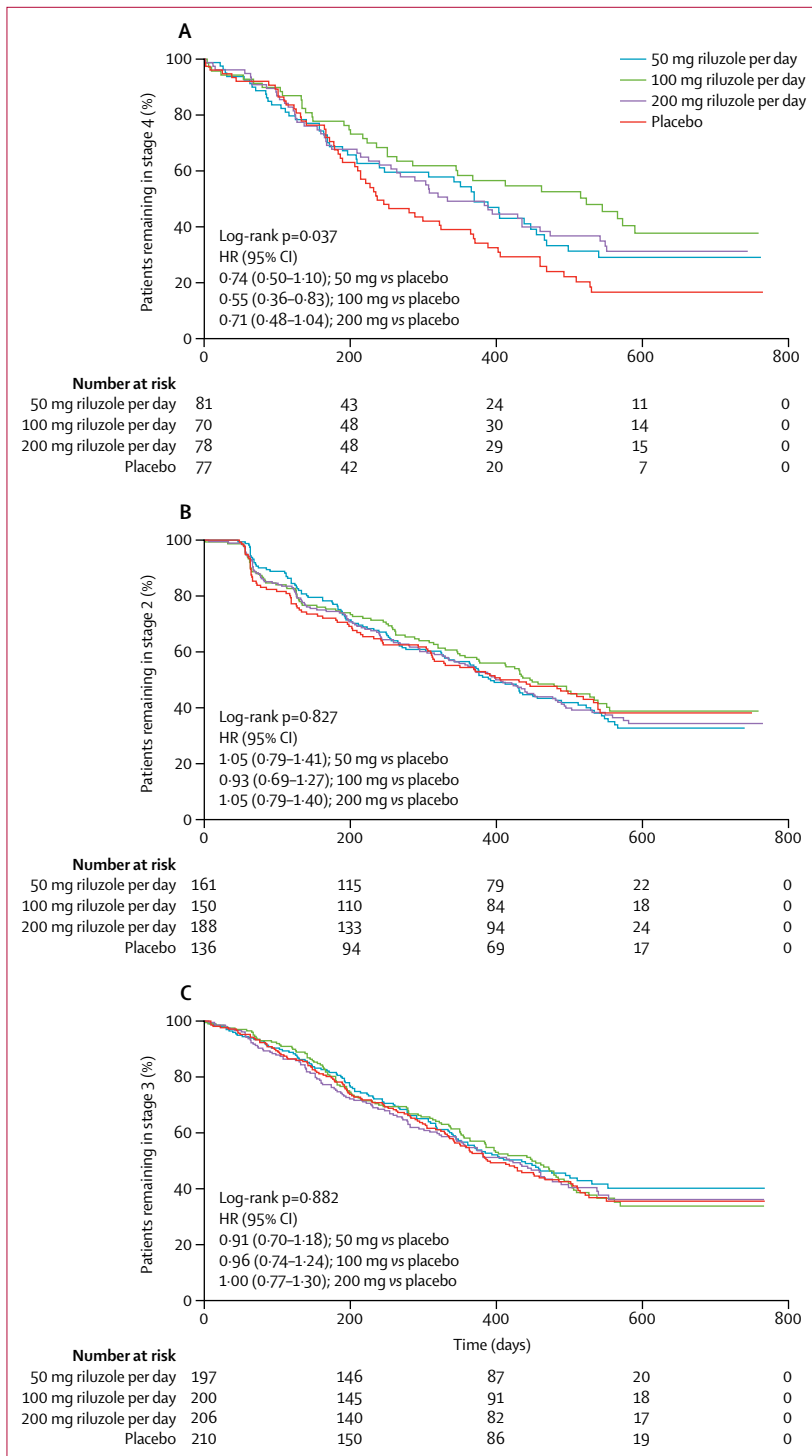 A
100
80
60
40
20
0
Patients remaining in stage 4 (%)
50 mg riluzole per day
100 mg riluzole per day
200 mg riluzole per day
Placebo
Log-rank p=0·037
HR (95% CI)
0·74 (0·50–1·10); 50 mg vs placebo
0·55 (0·36–0·83); 100 mg vs placebo
0·71 (0·48–1·04); 200 mg vs placebo
0 200 400 600 800
Number at risk
50 mg riluzole per day 81 43 24 11 0
100 mg riluzole per day 70 48 30 14 0
200 mg riluzole per day 78 48 29 15 0
Placebo 77 42 20 7 0
B
100
80
60
40
20
0
Patients remaining in stage 2 (%)
Log-rank p=0·827
HR (95% CI)
1·05 (0·79–1·41); 50 mg vs placebo
0·93 (0·69–1·27); 100 mg vs placebo
1·05 (0·79–1·40); 200 mg vs placebo
0 200 400 600 800
Number at risk
50 mg riluzole per day 161 115 79 22 0
100 mg riluzole per day 150 110 84 18 0
200 mg riluzole per day 188 133 94 24 0
Placebo 136 94 69 17 0
C
100
80
60
40
20
0
Patients remaining in stage 3 (%)
Log-rank p=0·882
HR (95% CI)
0·91 (0·70–1·18); 50 mg vs placebo
0·96 (0·74–1·24); 100 mg vs placebo
1·00 (0·77–1·30); 200 mg vs placebo
0 200 400 600 800
Time (days)
Number at risk
50 mg riluzole per day 197 146 87 20 0
100 mg riluzole per day 200 145 91 18 0
200 mg riluzole per day 206 140 82 17 0
Placebo 210 150 86 19 0